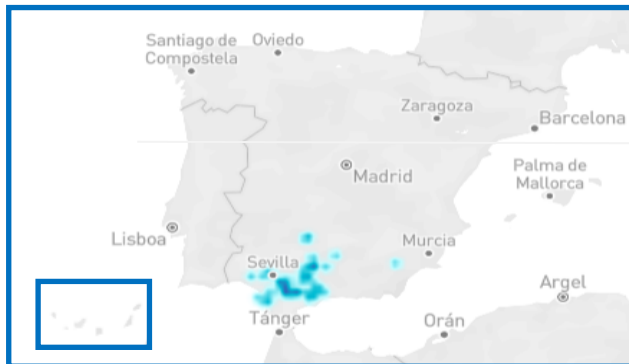 Santiago de
Compostela
Oviedo
Zaragoza
Barcelona
Madrid
Palma de
Mallorca
Lisboa
Sevilla
Murcia
Argel
Tánger
Orán